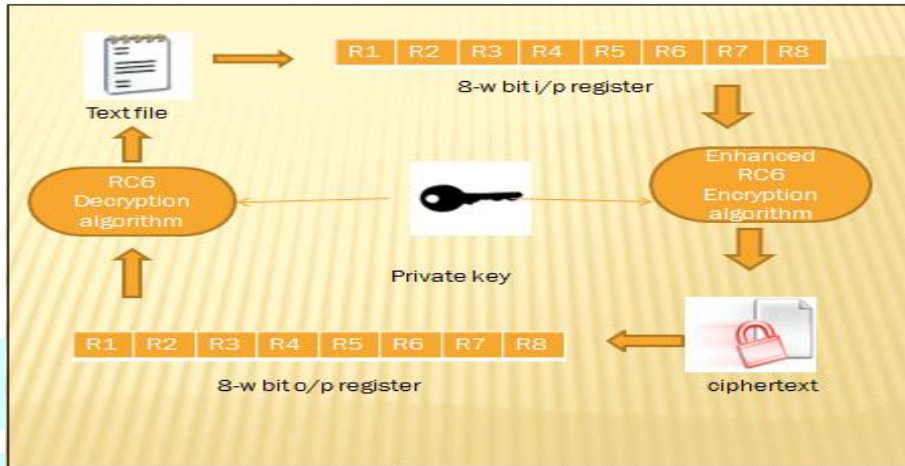 R1 R2 R3 R4 R5 R6 R7 R8
8-w bit i/p register
Text file
Enhanced
RC6
Encryption
algorithm
RC6
Decryption
algorithm
Private key
R1 R2 R3 R4 R5 R6 R7 R8
8-w bit o/p register
ciphertext